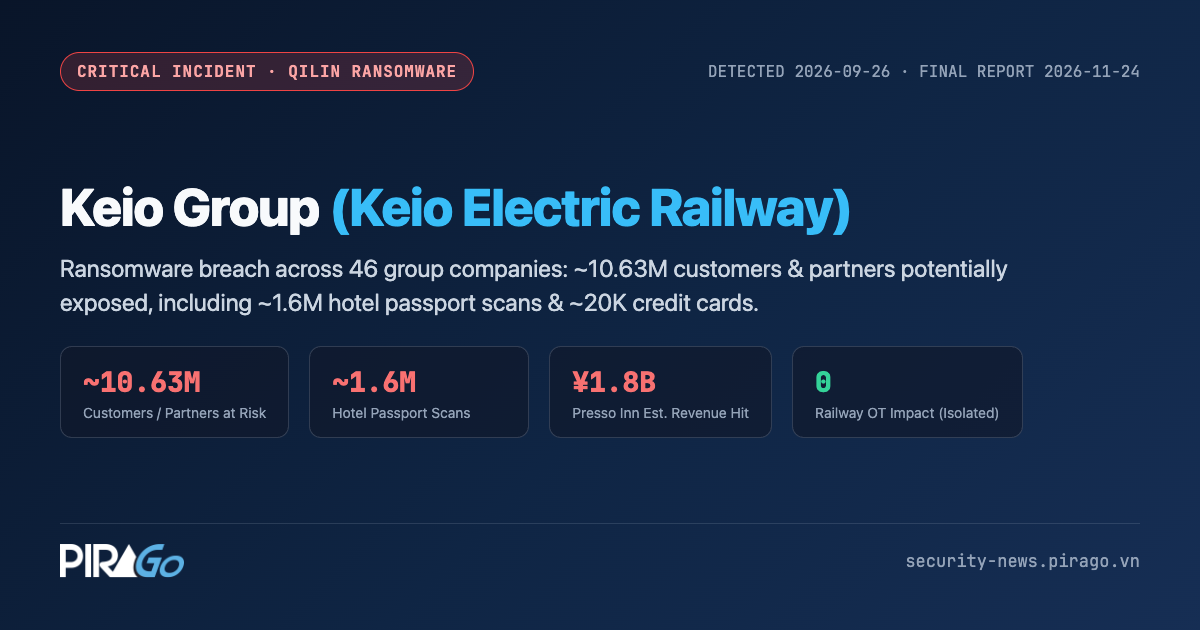 CRITICAL INCIDENT · QILIN RANSOMWARE
DETECTED 2026-09-26 · FINAL REPORT 2026-11-24
Keio Group (Keio Electric Railway)
Ransomware breach across 46 group companies: ~10.63M customers & partners potentially
exposed, including ~1.6M hotel passport scans & ~20K credit cards.
~10.63M
Customers / Partners at Risk
~1.6M
Hotel Passport Scans
¥1.8B
Presso Inn Est. Revenue Hit
0
Railway OT Impact (Isolated)
PIRAGO
security-news.pirago.vn